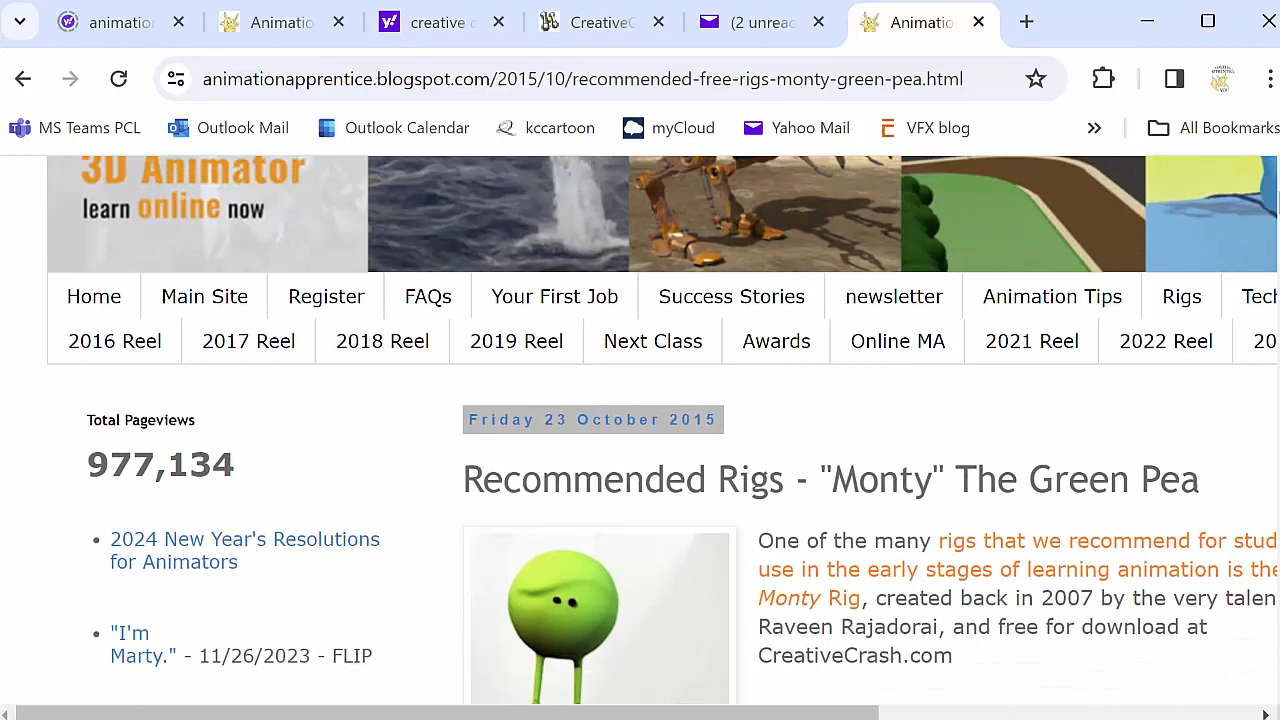 animation
Animatio
creative c
CreativeC
(2 unread
Animatio
animationapprentice.blogspot.com/2015/10/recommended-free-rigs-monty-green-pea.html
MS Teams PCL
Outlook Mail
Outlook Calendar
kccartoon
myCloud
Yahoo Mail
VFX blog
All Bookmarks
3D Animator
learn online now
Home
Main Site
Register
FAQs
Your First Job
Success Stories
newsletter
Animation Tips
Rigs
Tech
2016 Reel
2017 Reel
2018 Reel
2019 Reel
Next Class
Awards
Online MA
2021 Reel
2022 Reel
20
Total Pageviews
977,134
2024 New Year's Resolutions
for Animators
"I'm
Marty." - 11/26/2023 - FLIP
Friday 23 October 2015
Recommended Rigs - "Monty" The Green Pea
One of the many rigs that we recommend for stud
use in the early stages of learning animation is the
Monty Rig, created back in 2007 by the very talen
Raveen Rajadorai, and free for download at
CreativeCrash.com